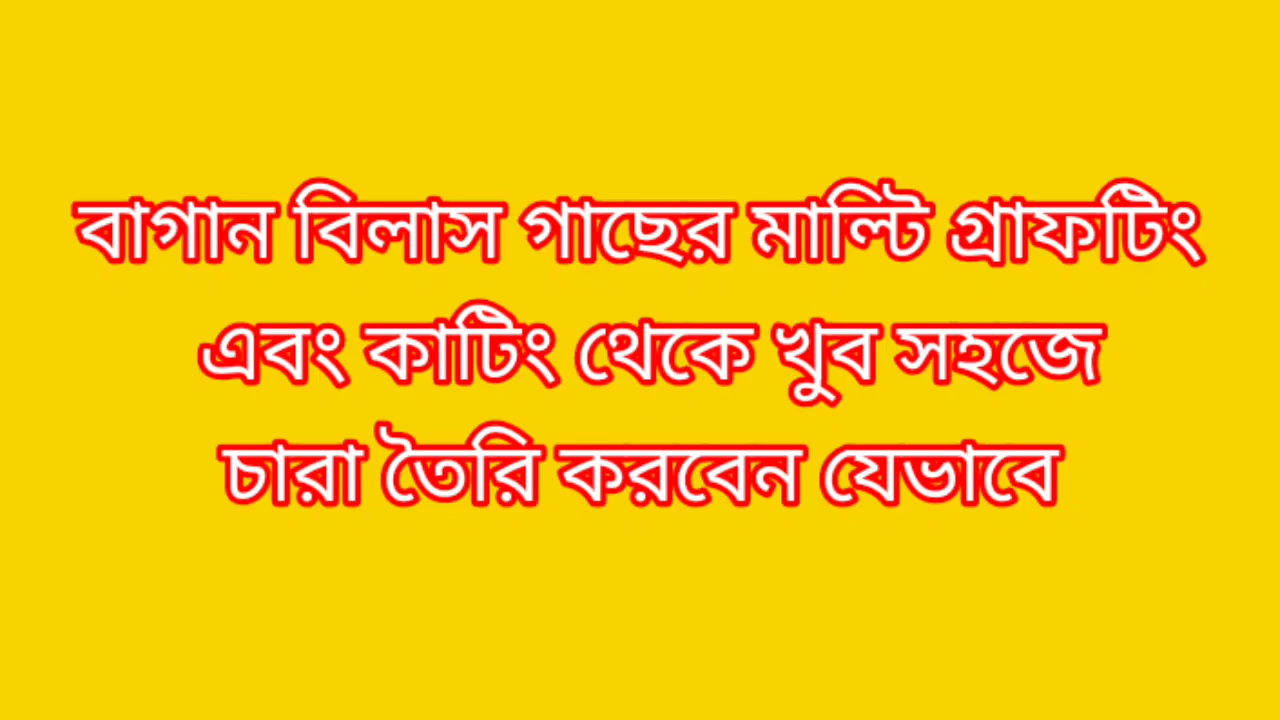 বাগান বিলাস গাছের মাল্টি গ্রাফটিং
এবং কাটিং থেকে খুব সহজে
চারা তৈরি করবেন যেভাবে